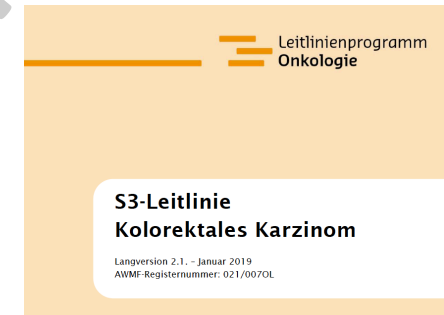 Leitlinienprogramm
Onkologie
S3-Leitlinie
Kolorektales Karzinom
Langversion 2.1. – Januar 2019
AWMF-Registernummer: 021/007OL